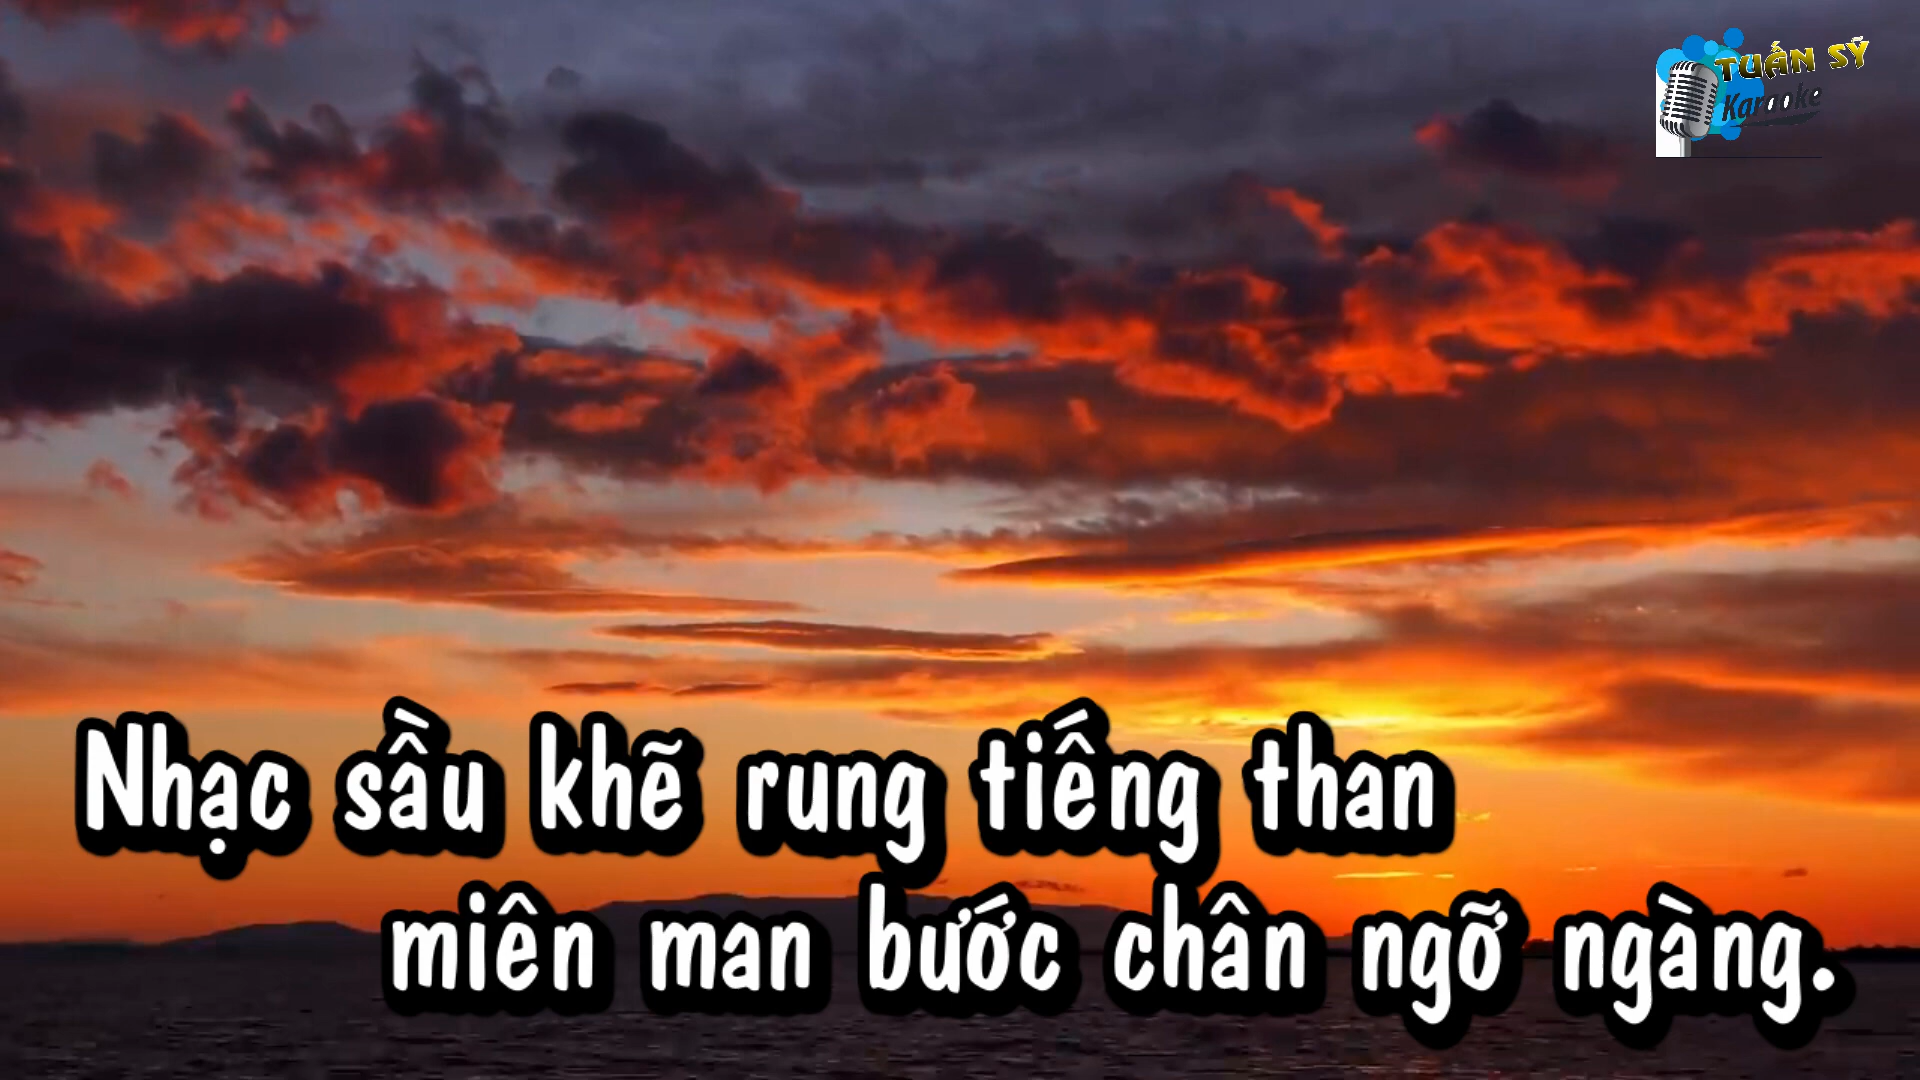 TUẤN SỸ
Karaoke
Nhạc sầu khẽ rung tiếng than
miên man bước chân ngỡ ngàng.